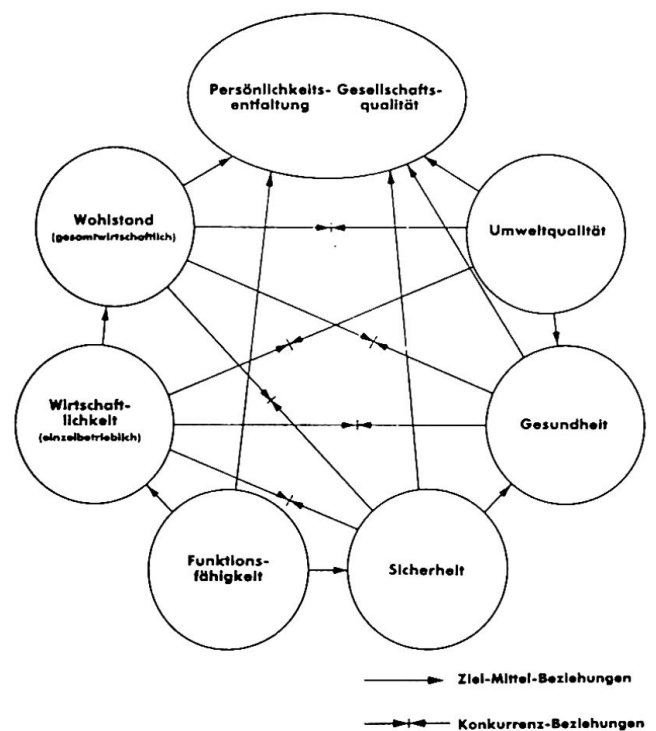 Persönlichkeits- Gesellschafts-
entfaltung qualität
Wohlstand
(gesamtwirtschaftlich)
Umweltqualität
Wirtschaft-
lichkeit
(einzelbetrieblich)
Gesundheit
Funktions-
fähigkeit
Sicherheit
Ziel-Mittel-Beziehungen
Konkurrenz-Beziehungen